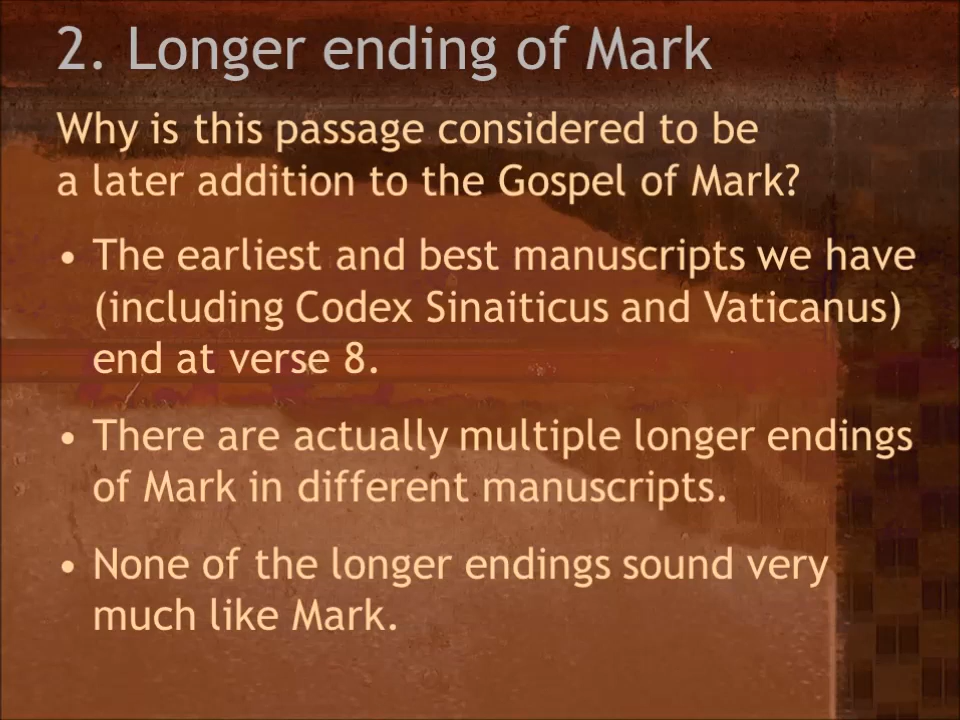 2. Longer ending of Mark
Why is this passage considered to be
a later addition to the Gospel of Mark?
• The earliest and best manuscripts we have
(including Codex Sinaiticus and Vaticanus)
end at verse 8.
• There are actually multiple longer endings
of Mark in different manuscripts.
• None of the longer endings sound very
much like Mark.